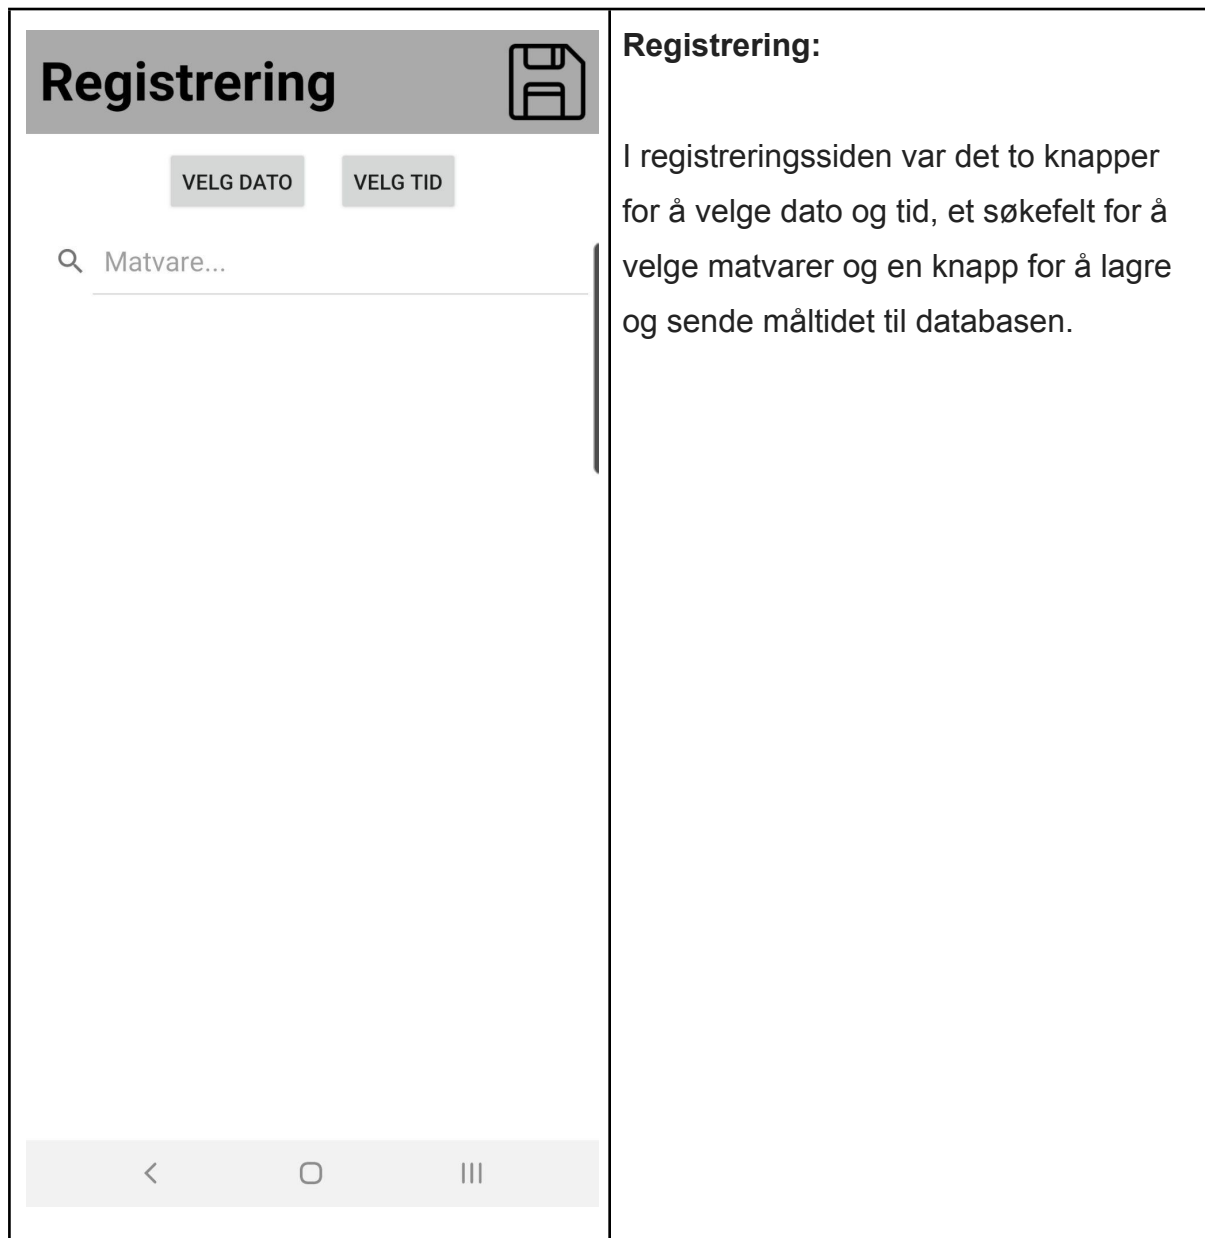 Registrering
VELG DATO VELG TID
Matvare...
Registrering:
I registreringssiden var det to knapper
for å velge dato og tid, et søkefelt for å
velge matvarer og en knapp for å lagre
og sende måltidet til databasen.